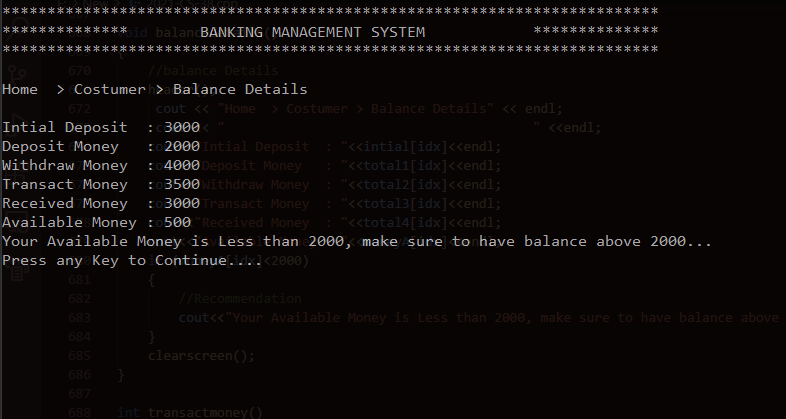 *************************************************************************
************** BANKING MANAGEMENT SYSTEM **************
*************************************************************************
Home > Costumer > Balance Details
Intial Deposit : 3000
Deposit Money : 2000
Withdraw Money : 4000
Transact Money : 3500
Received Money : 3000
Available Money : 500
Your Available Money is Less than 2000, make sure to have balance above 2000...
Press any Key to Continue....
670 //balance Details
672 cout << "Home > Costumer > Balance Details" << endl;
" <<endl;
Intial Deposit : "<<intial[idx]<<endl;
Deposit Money : "<<total1[idx]<<endl;
Withdraw Money : "<<total2[idx]<<endl;
Transact Money : "<<total3[idx]<<endl;
"Received Money : "<<total4[idx]<<endl;
[idx]<2000)
681 {
682 //Recommendation
683 cout<<"Your Available Money is Less than 2000, make sure to have balance above
684 }
685 clearscreen();
686 }
687
688 int transactmoney()